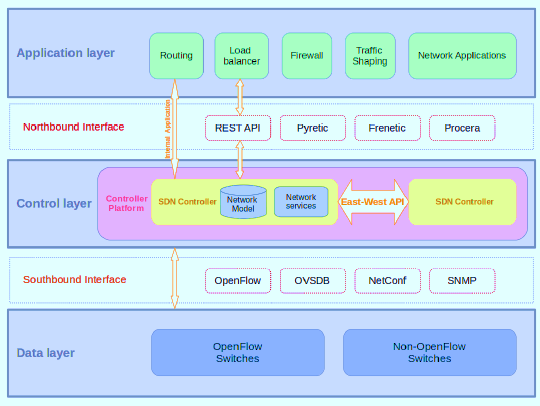 Application layer
Routing
Load
balancer
Firewall
Traffic
Shaping
Network Applications
Internal Application
Northbound Interface
REST API
Pyretic
Frenetic
Procera
Control layer
Controller
Platform
SDN Controller
Network
Model
Network
services
East-West API
SDN Controller
Southbound Interface
OpenFlow
OVSDB
NetConf
SNMP
Data layer
OpenFlow
Switches
Non-OpenFlow
Switches